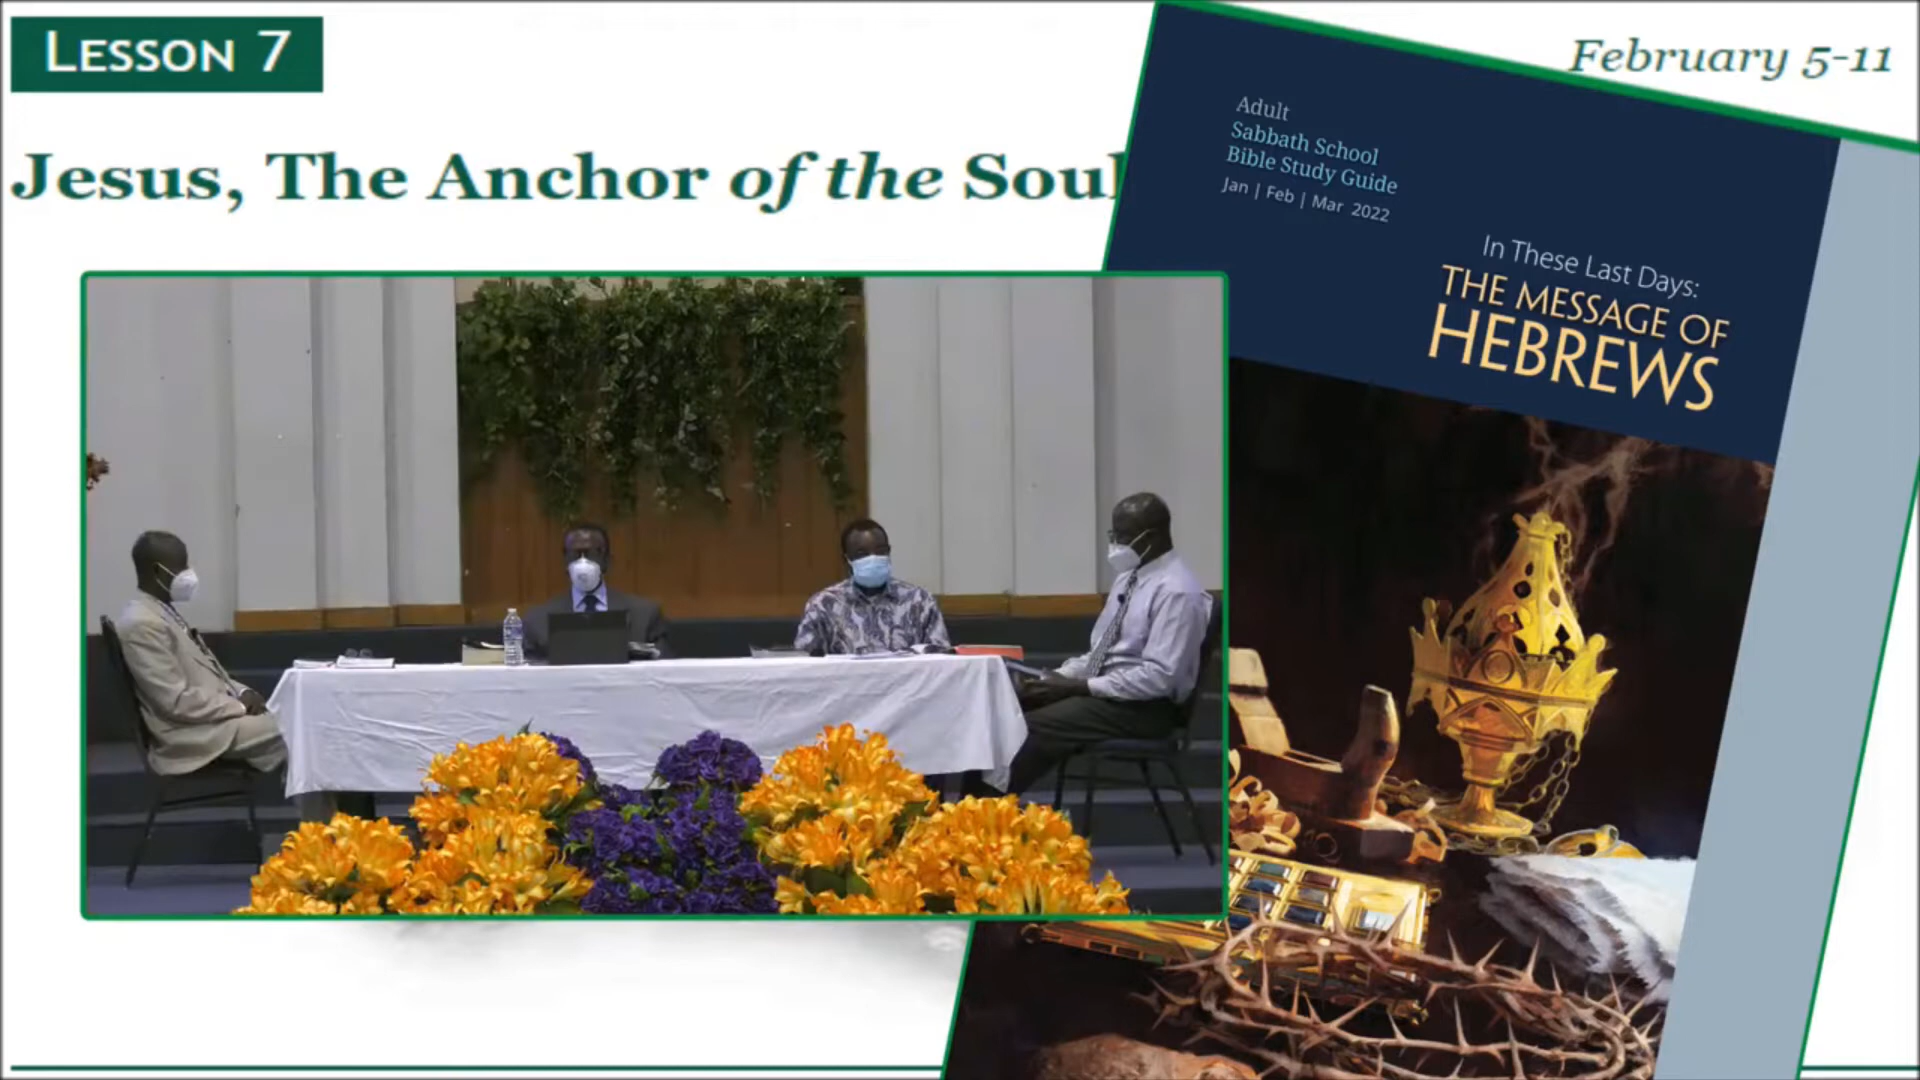 LESSON 7
February 5-11
Jesus, The Anchor of the Soul
Adult
Sabbath School
Bible Study Guide
Jan | Feb | Mar 2022
In These Last Days:
THE MESSAGE OF
HEBREWS